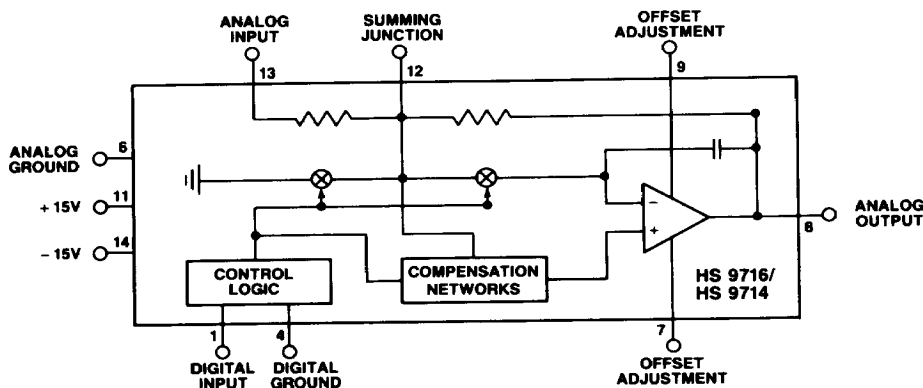 ANALOG
INPUT
13
SUMMING
JUNCTION
12
OFFSET
ADJUSTMENT
9
ANALOG
GROUND
6
11
+ 15V
14
– 15V
CONTROL
LOGIC
COMPENSATION
NETWORKS
–
+
ANALOG
OUTPUT
8
HS 9716/
HS 9714
1
DIGITAL
INPUT
4
DIGITAL
GROUND
7
OFFSET
ADJUSTMENT